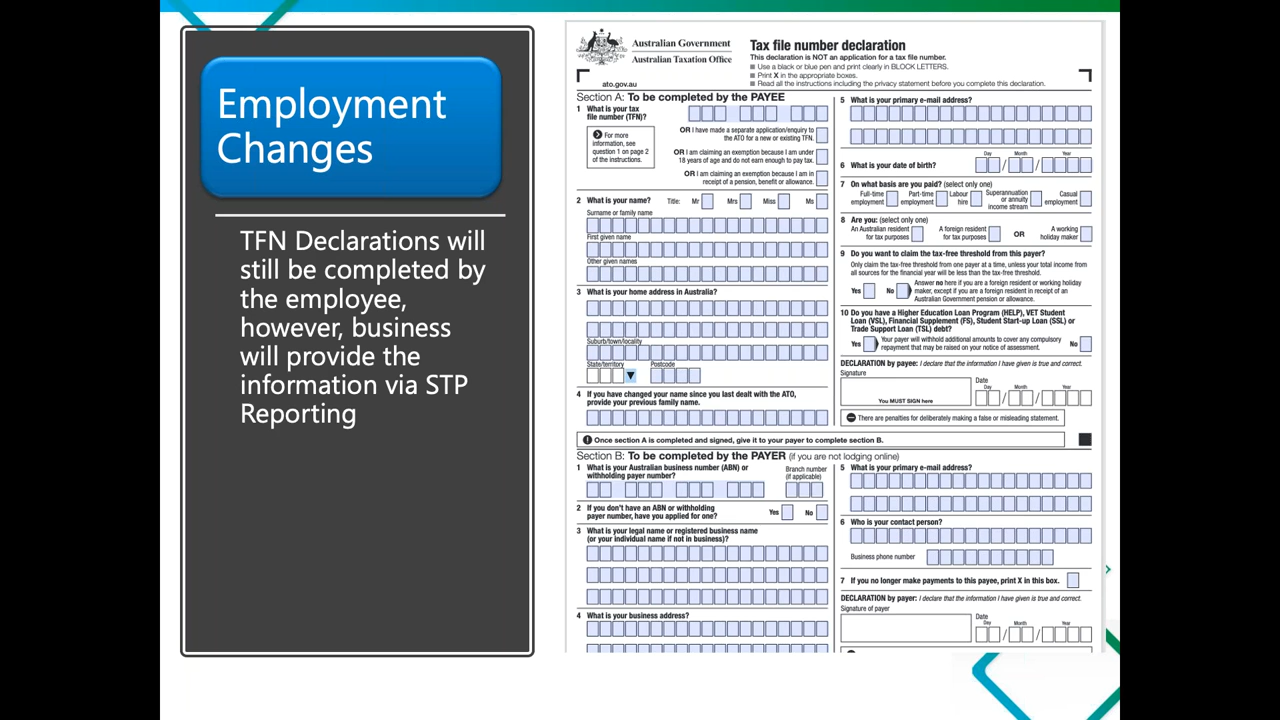 Employment
Changes
TFN Declarations will
still be completed by
the employee,
however, business
will provide the
information via STP
Reporting
Australian Government
Australian Taxation Office
ato.gov.au
Tax file number declaration
This declaration is NOT an application for a tax file number.
■ Use a black or blue pen and print clearly in BLOCK LETTERS.
■ Print X in the appropriate boxes.
■ Read all the instructions including the privacy statement before you complete this declaration.
Section A: To be completed by the PAYEE
1 What is your tax
file number (TFN)?
For more
information, see
question 1 on page 2
of the instructions.
OR I have made a separate application/enquiry to
the ATO for a new or existing TFN.
OR I am claiming an exemption because I am under
18 years of age and do not earn enough to pay tax.
OR I am claiming an exemption because I am in
receipt of a pension, benefit or allowance.
2 What is your name? Title: Mr Mrs Miss Ms
Surname or family name
First given name
Other given names
3 What is your home address in Australia?
Suburb/town/locality
State/territory Postcode
4 If you have changed your name since you last dealt with the ATO,
provide your previous family name.
5 What is your primary e-mail address?
Day Month Year
6 What is your date of birth? / /
7 On what basis are you paid? (select only one)
Full-time
employment
Part-time
employment
Labour
hire
Superannuation
or annuity
income stream
Casual
employment
8 Are you: (select only one)
An Australian resident
for tax purposes
A foreign resident
for tax purposes
OR
A working
holiday maker
9 Do you want to claim the tax-free threshold from this payer?
Only claim the tax-free threshold from one payer at a time, unless your total income from
all sources for the financial year will be less than the tax-free threshold.
Yes No
Answer no here if you are a foreign resident or working holiday
maker, except if you are a foreign resident in receipt of an
Australian Government pension or allowance.
10 Do you have a Higher Education Loan Program (HELP), VET Student
Loan (VSL), Financial Supplement (FS), Student Start-up Loan (SSL) or
Trade Support Loan (TSL) debt?
Yes
Your payer will withhold additional amounts to cover any compulsory
repayment that may be raised on your notice of assessment.
No
DECLARATION by payee: I declare that the information I have given is true and correct.
Signature
You MUST SIGN here
Date
Day Month Year
/ /
There are penalties for deliberately making a false or misleading statement.
Once section A is completed and signed, give it to your payer to complete section B.
Section B: To be completed by the PAYER (if you are not lodging online)
1 What is your Australian business number (ABN) or
withholding payer number?
Branch number
(if applicable)
2 If you don't have an ABN or withholding
payer number, have you applied for one?
Yes No
3 What is your legal name or registered business name
(or your individual name if not in business)?
4 What is your business address?
5 What is your primary e-mail address?
6 Who is your contact person?
Business phone number
7 If you no longer make payments to this payee, print X in this box.
DECLARATION by payer: I declare that the information I have given is true and correct.
Signature of payer
Date
Day Month Year
/ /